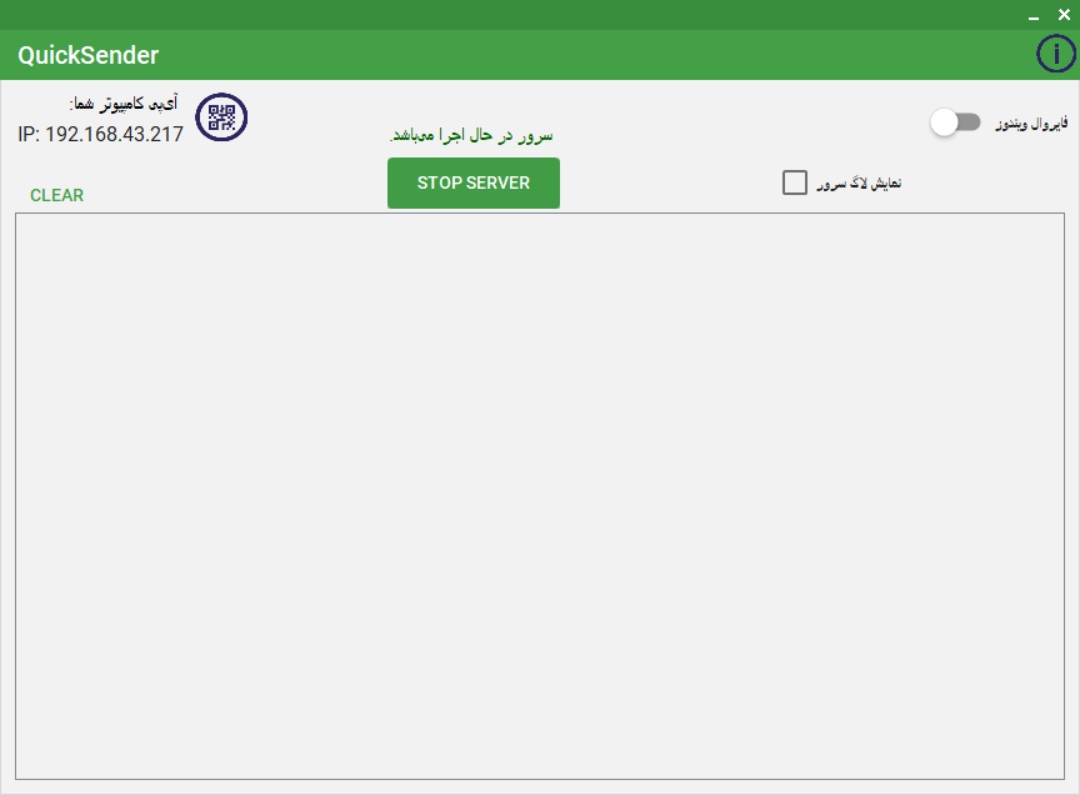 QuickSender
آی‌پی کامپیوتر شما:
IP: 192.168.43.217
سرور در حال اجرا می‌باشد.
فایروال ویندوز
STOP SERVER
نمایش لاگ سرور
CLEAR